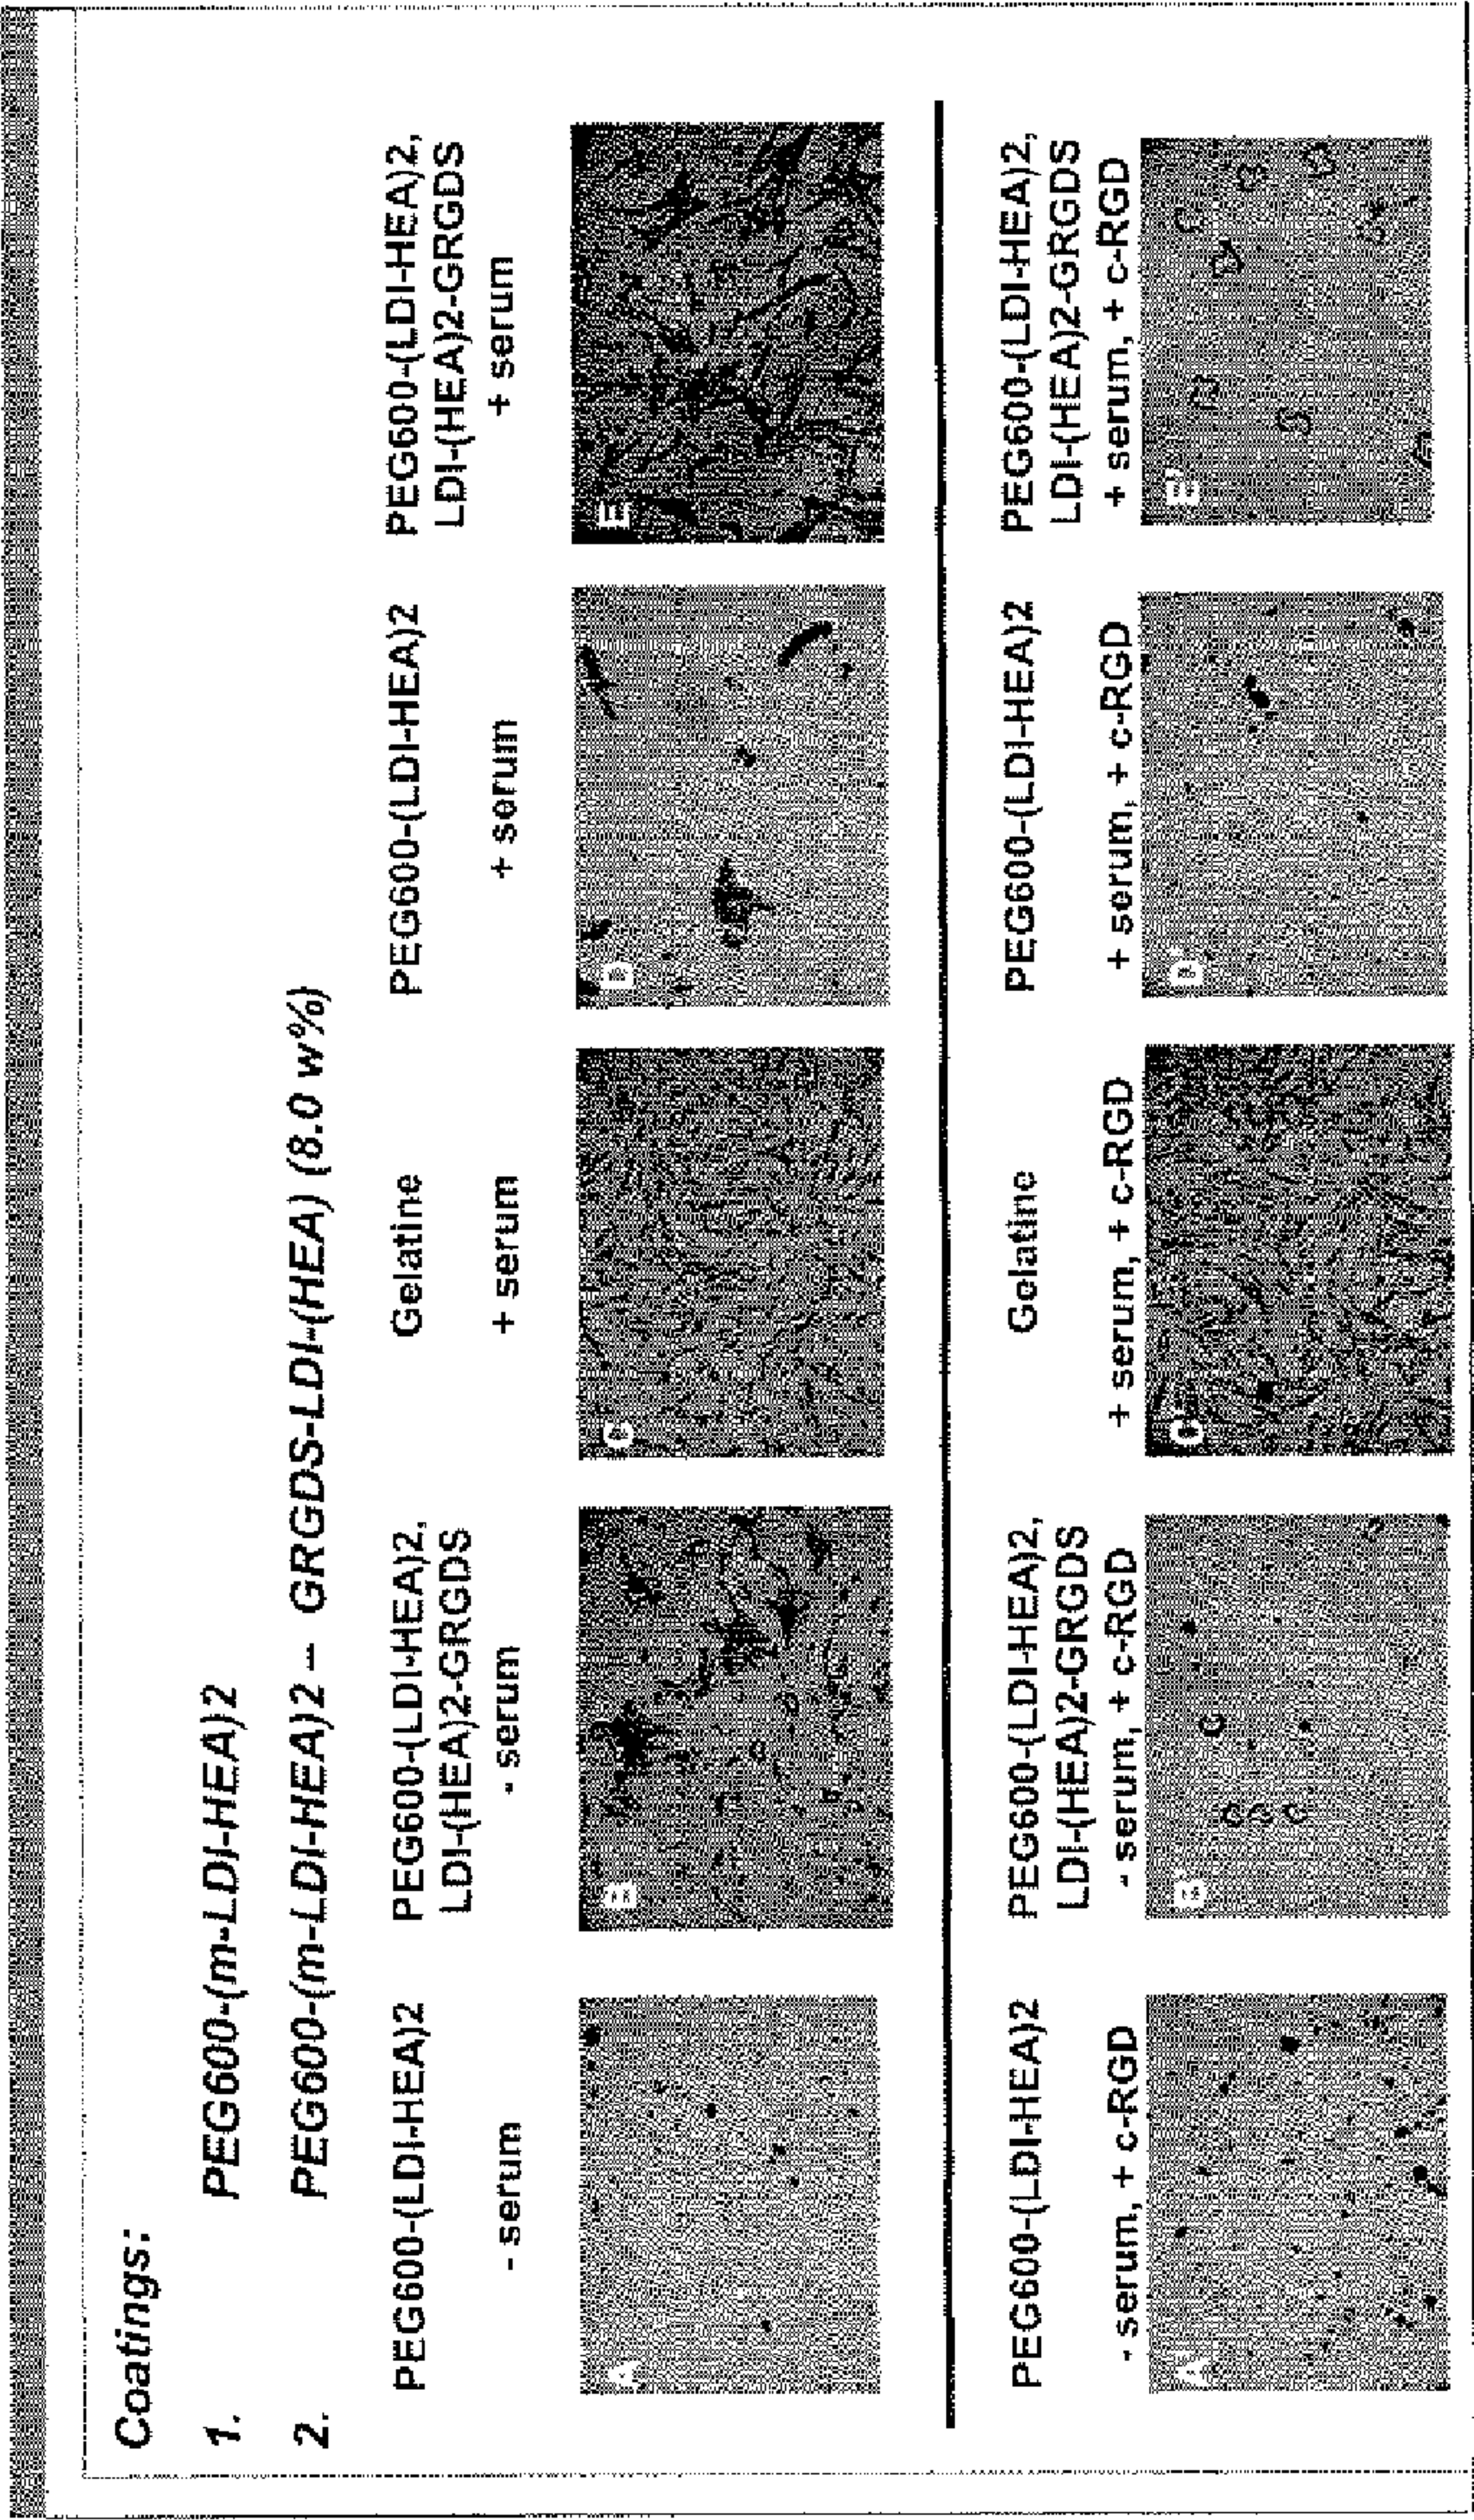 Coatings:
1. PEG600-(m-LDI-HEA)2
2. PEG600-(m-LDI-HEA)2 – GRGDS-LDI-(HEA) (8.0 w%)
PEG600-(LDI-HEA)2
- serum
A
PEG600-(LDI-HEA)2,
LDI-(HEA)2-GRGDS
- serum
B
Gelatine
+ serum
C
PEG600-(LDI-HEA)2
+ serum
D
PEG600-(LDI-HEA)2,
LDI-(HEA)2-GRGDS
+ serum
E
PEG600-(LDI-HEA)2
- serum, + c-RGD
A'
PEG600-(LDI-HEA)2,
LDI-(HEA)2-GRGDS
- serum, + c-RGD
B'
Gelatine
+ serum, + c-RGD
C'
PEG600-(LDI-HEA)2
+ serum, + c-RGD
D'
PEG600-(LDI-HEA)2,
LDI-(HEA)2-GRGDS
+ serum, + c-RGD
E'